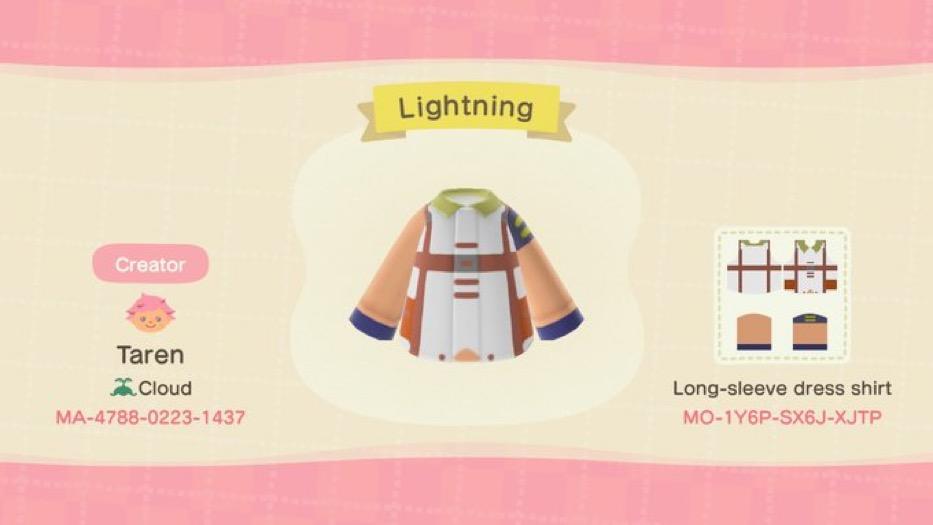 Lightning
Creator
Taren
Cloud
MA-4788-0223-1437
Long-sleeve dress shirt
MO-1Y6P-SX6J-XJTP